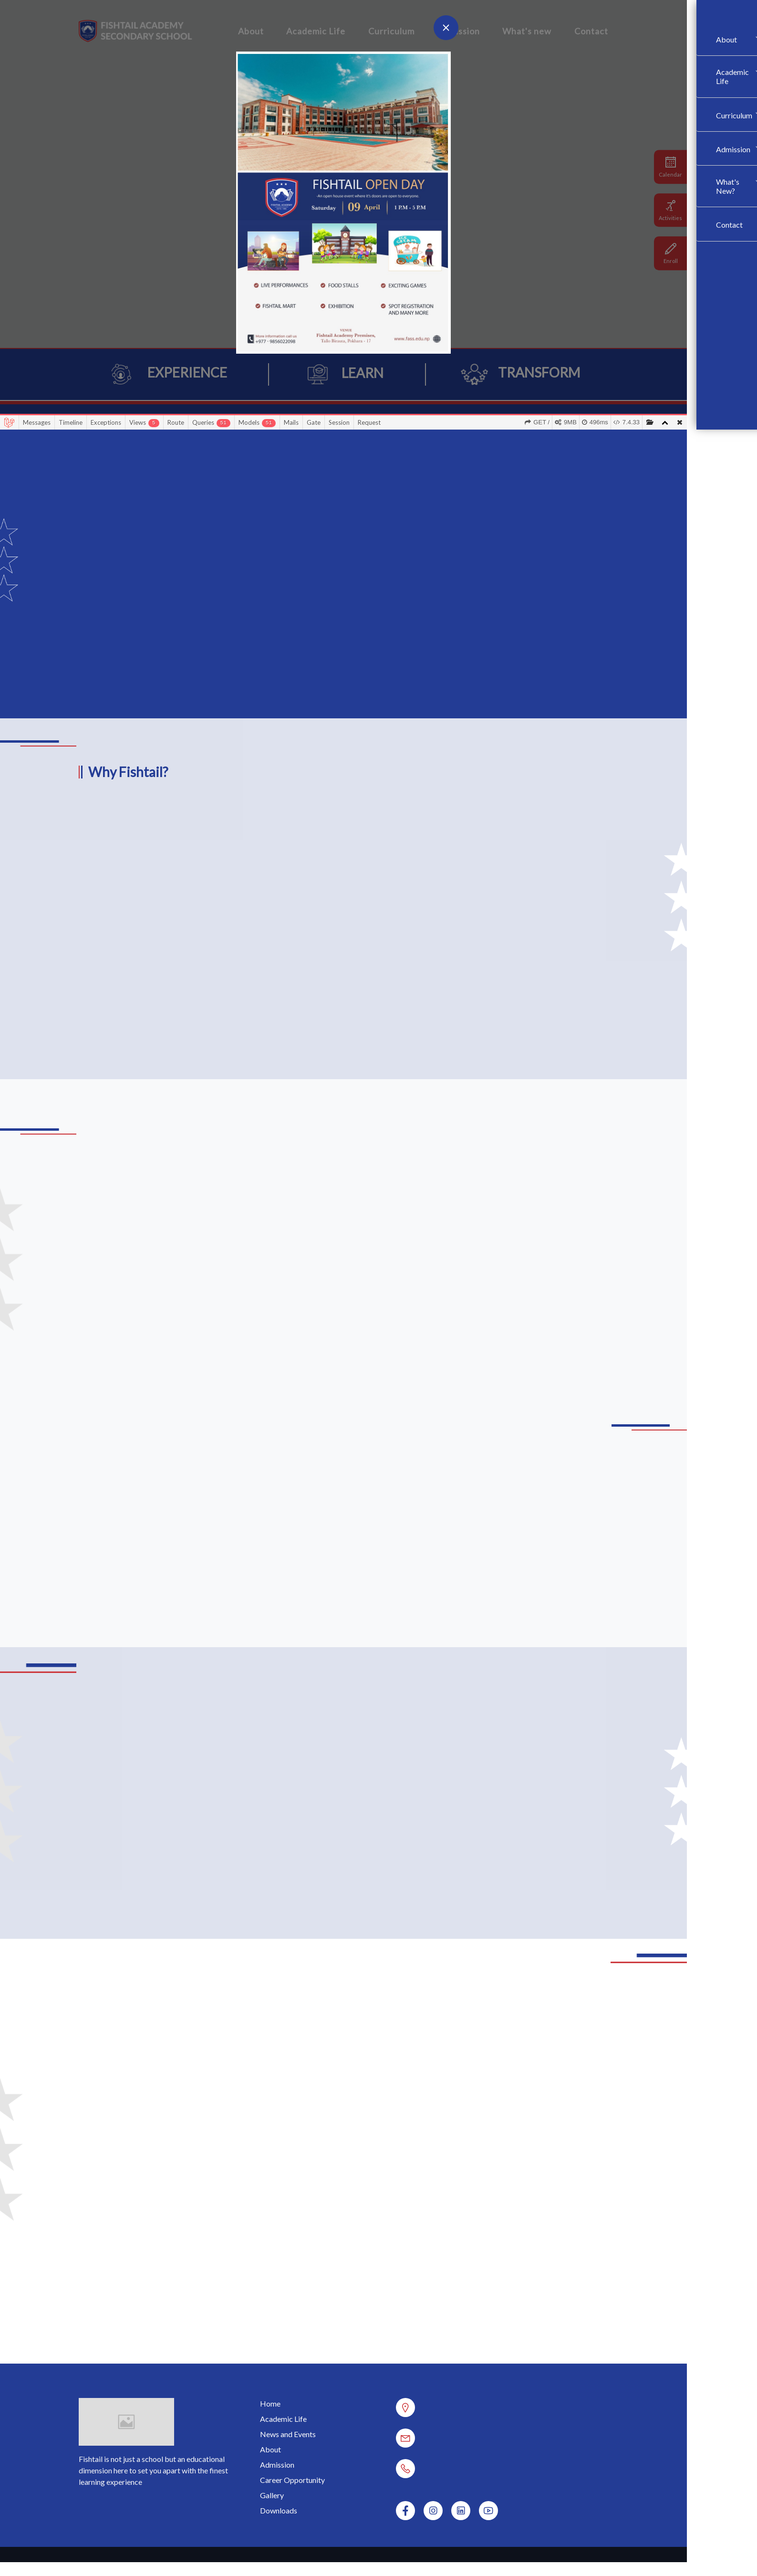 FISHTAIL ACADEMY
SECONDARY SCHOOL
About Academic Life Curriculum ssion What's new Contact
FISHTAIL OPEN DAY
An open house event where it's doors are open to everyone.
Saturday 09 April 1 P.M - 5 P.M
LIVE PERFORMANCES FOOD STALLS EXCITING GAMES
FISHTAIL MART EXHIBITION SPOT REGISTRATION
AND MANY MORE
More information call us:
+977 - 9856022098
VENUE
Fishtail Academy Premises,
www.fass.edu.np
Calendar
Activities
Enroll
EXPERIENCE LEARN TRANSFORM
Messages Timeline Exceptions Views Route Queries Models Mails Gate Session Request GET / 9MB 496ms 7.4.33
About
Academic
Life
Curriculum
Admission
What's
New?
Contact
Why Fishtail?
Fishtail is not just a school but an educational
dimension here to set you apart with the finest
learning experience
Home
Academic Life
News and Events
About
Admission
Career Opportunity
Gallery
Downloads